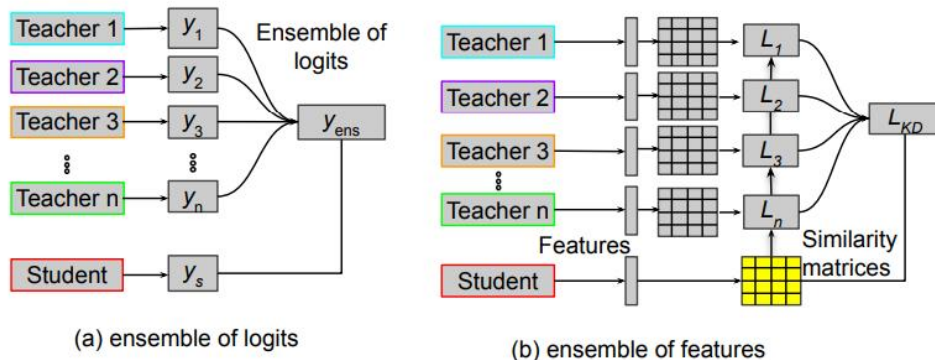 Teacher 1
y1
Ensemble of
logits
Teacher 2
y2
Teacher 3
y3
yens
Teacher n
yn
Student
ys
(a) ensemble of logits
Teacher 1
L1
Teacher 2
L2
LKD
Teacher 3
L3
Teacher n
Ln
Features
Similarity
matrices
Student
(b) ensemble of features